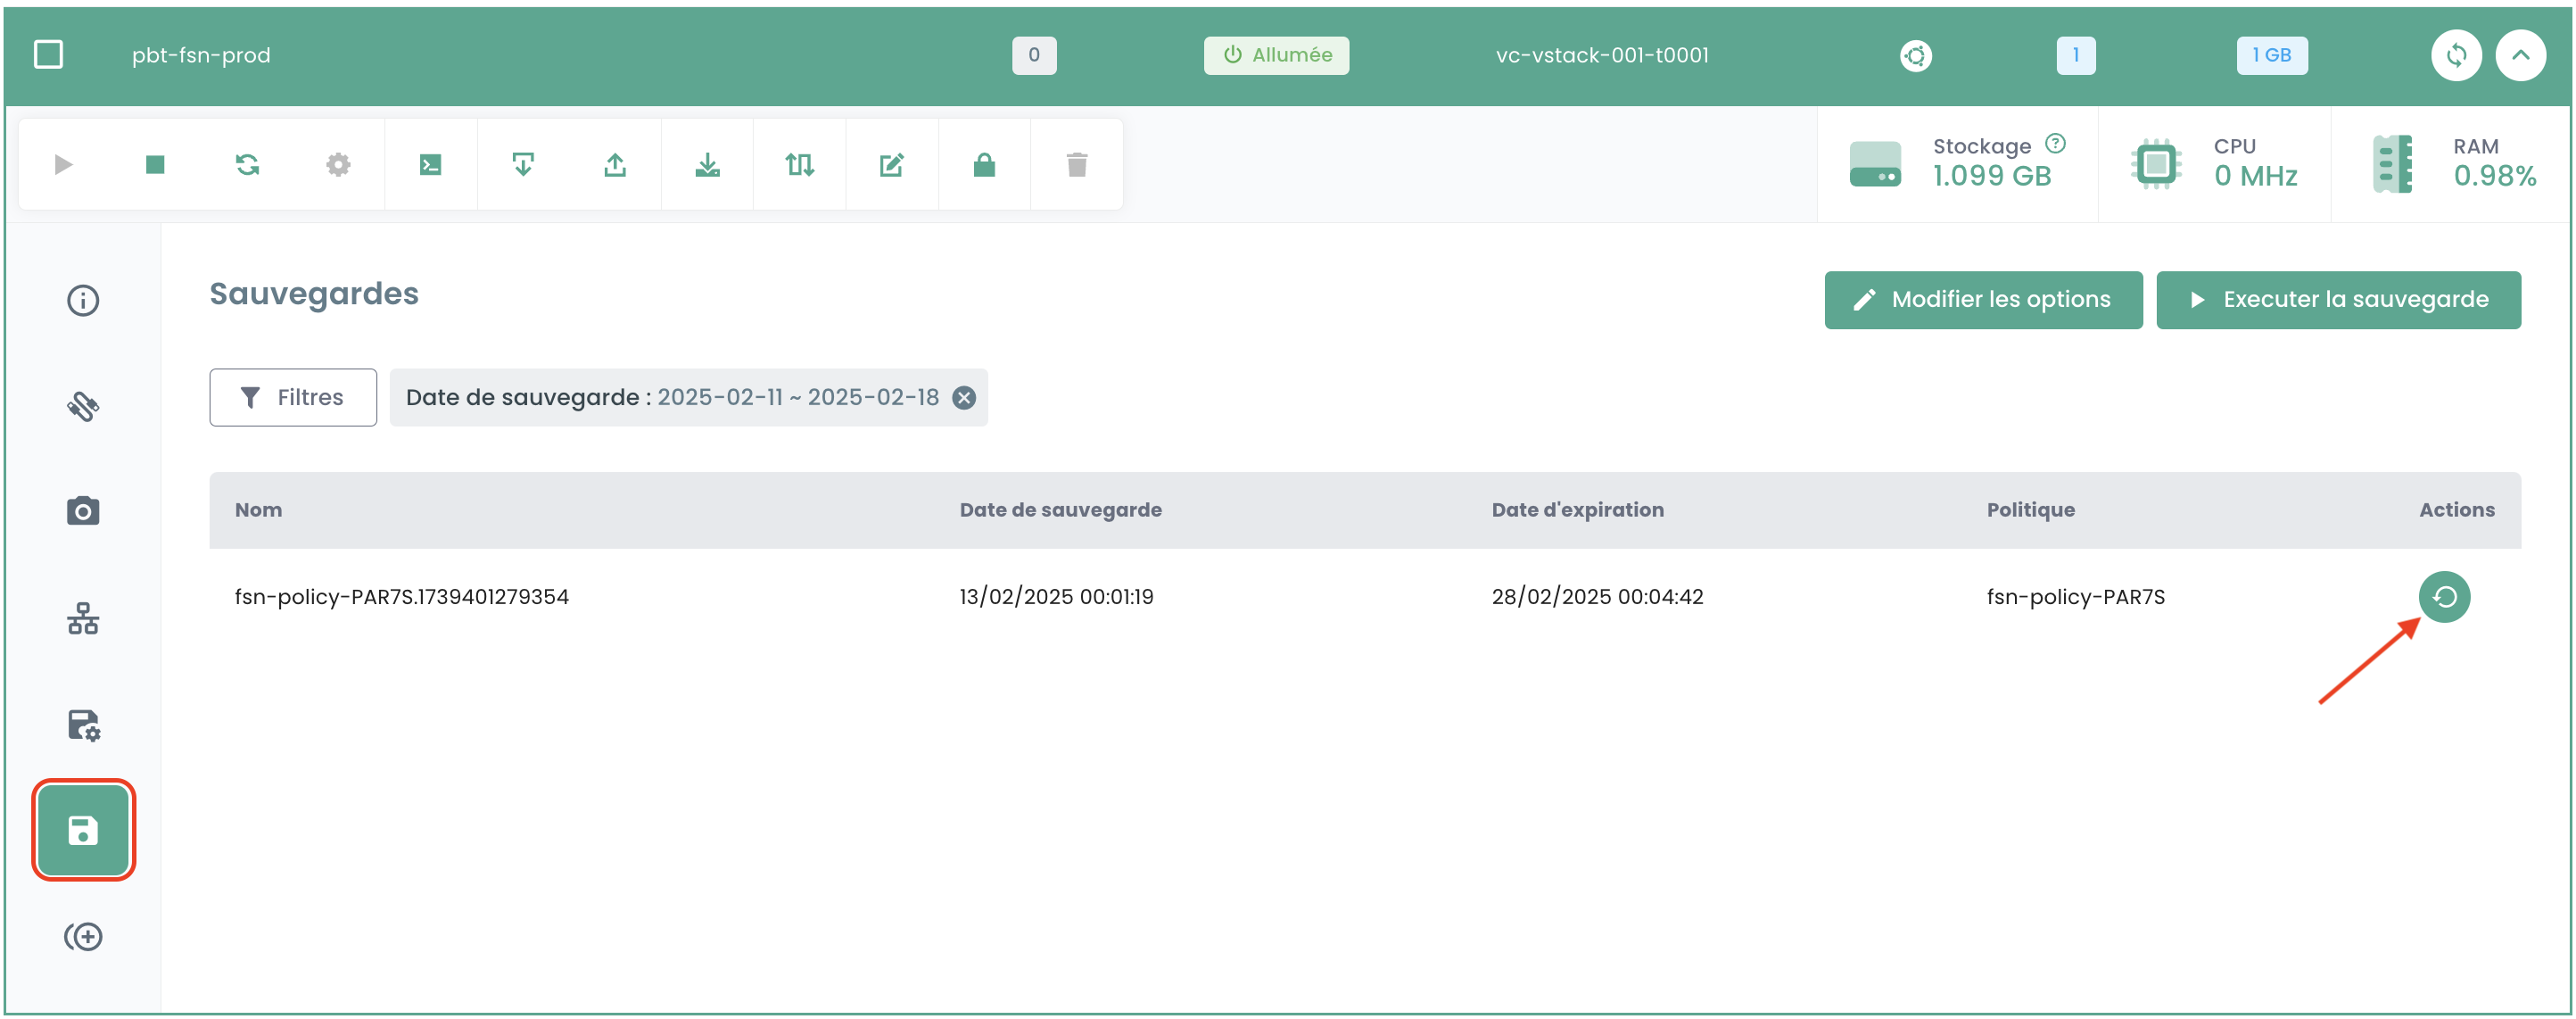 pbt-fsn-prod 0 Allumée vc-vstack-001-t0001 1 1 GB
Stockage ? CPU RAM
1.099 GB 0 MHz 0.98%
Sauvegardes
Modifier les options Executer la sauvegarde
Filtres Date de sauvegarde : 2025-02-11 ~ 2025-02-18
Nom Date de sauvegarde Date d'expiration Politique Actions
fsn-policy-PAR7S.1739401279354 13/02/2025 00:01:19 28/02/2025 00:04:42 fsn-policy-PAR7S